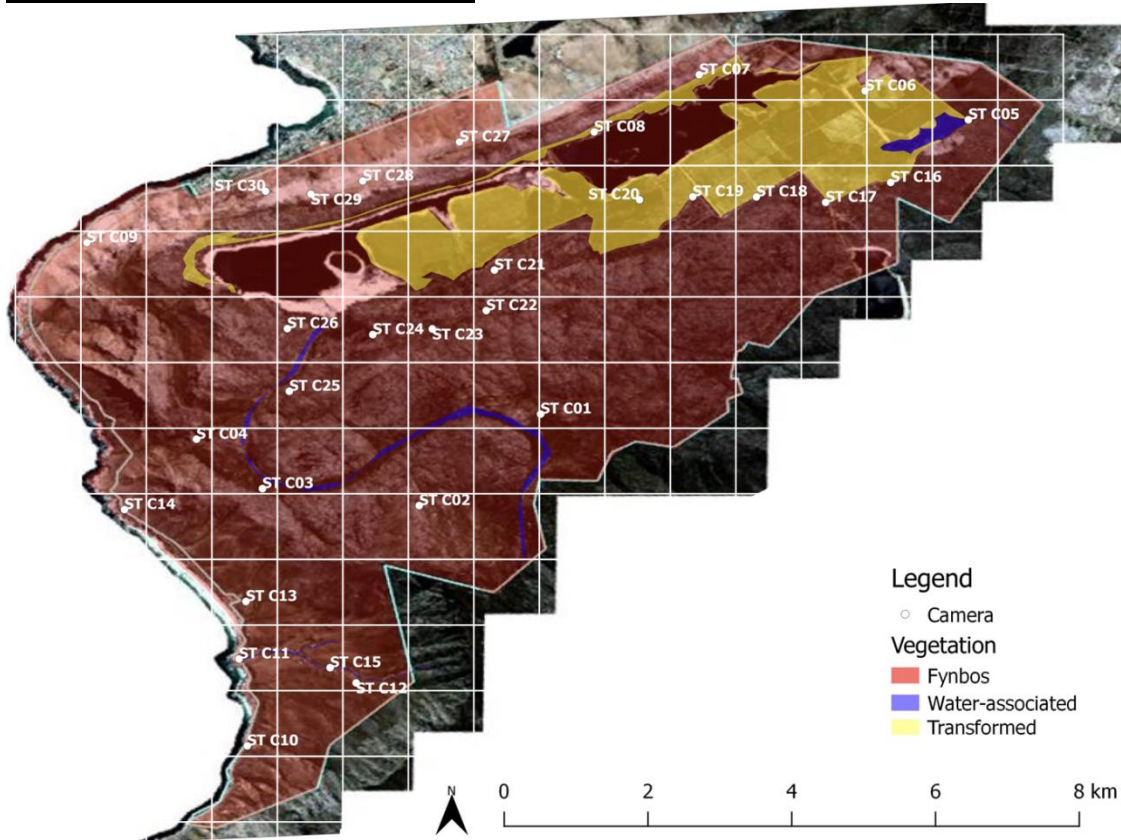 ST C07
ST C06
ST C05
ST C08
ST C27
ST C28
ST C30
ST C29
ST C16
ST C20
ST C19
ST C18
ST C17
ST C09
ST C21
ST C22
ST C26
ST C24
ST C23
ST C25
ST C01
ST C04
ST C03
ST C02
ST C14
ST C13
ST C11
ST C15
ST C12
ST C10
Legend
Camera
Vegetation
Fynbos
Water-associated
Transformed
N
0 2 4 6 8 km